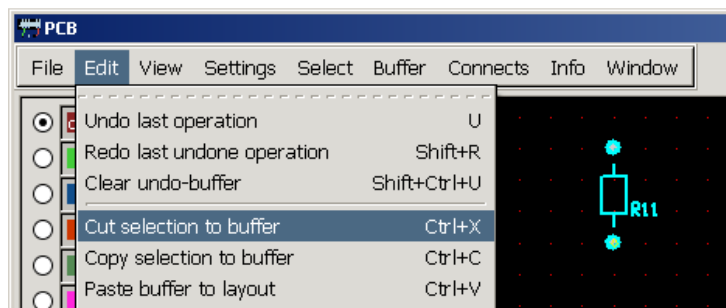 PCB
File Edit View Settings Select Buffer Connects Info Window
Undo last operation U
Redo last undone operation Shift+R
Clear undo-buffer Shift+Ctrl+U
Cut selection to buffer Ctrl+X
Copy selection to buffer Ctrl+C
Paste buffer to layout Ctrl+V
R11